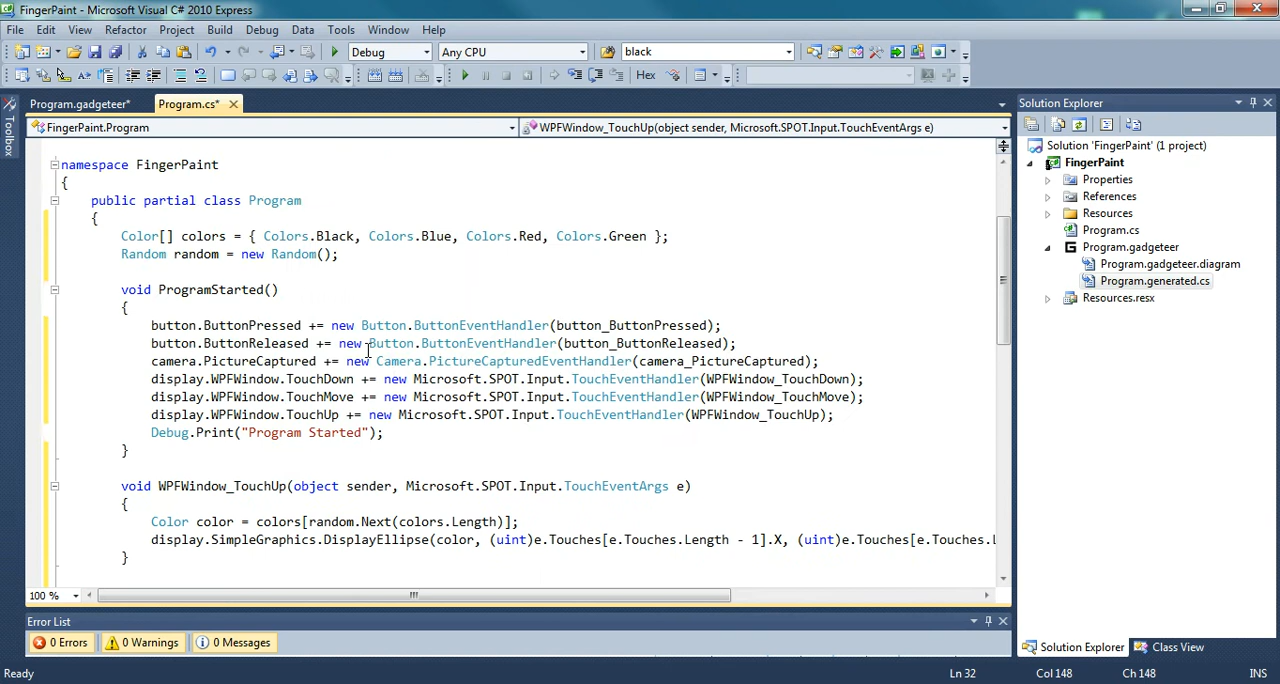 FingerPaint - Microsoft Visual C# 2010 Express
File Edit View Refactor Project Build Debug Data Tools Window Help
Debug Any CPU black
Hex
Program.gadgeteer* Program.cs*
FingerPaint.Program WPFWindow_TouchUp(object sender, Microsoft.SPOT.Input.TouchEventArgs e)
Toolbox
namespace FingerPaint
{
public partial class Program
{
Color[] colors = { Colors.Black, Colors.Blue, Colors.Red, Colors.Green };
Random random = new Random();
void ProgramStarted()
{
button.ButtonPressed += new Button.ButtonEventHandler(button_ButtonPressed);
button.ButtonReleased += new Button.ButtonEventHandler(button_ButtonReleased);
camera.PictureCaptured += new Camera.PictureCapturedEventHandler(camera_PictureCaptured);
display.WPFWindow.TouchDown += new Microsoft.SPOT.Input.TouchEventHandler(WPFWindow_TouchDown);
display.WPFWindow.TouchMove += new Microsoft.SPOT.Input.TouchEventHandler(WPFWindow_TouchMove);
display.WPFWindow.TouchUp += new Microsoft.SPOT.Input.TouchEventHandler(WPFWindow_TouchUp);
Debug.Print("Program Started");
}
void WPFWindow_TouchUp(object sender, Microsoft.SPOT.Input.TouchEventArgs e)
{
Color color = colors[random.Next(colors.Length)];
display.SimpleGraphics.DisplayEllipse(color, (uint)e.Touches[e.Touches.Length - 1].X, (uint)e.Touches[e.Touches.L
}
100 %
Error List
0 Errors 0 Warnings 0 Messages
Solution Explorer
Solution 'FingerPaint' (1 project)
FingerPaint
Properties
References
Resources
Program.cs
Program.gadgeteer
Program.gadgeteer.diagram
Program.generated.cs
Resources.resx
Solution Explorer Class View
Ready Ln 32 Col 148 Ch 148 INS